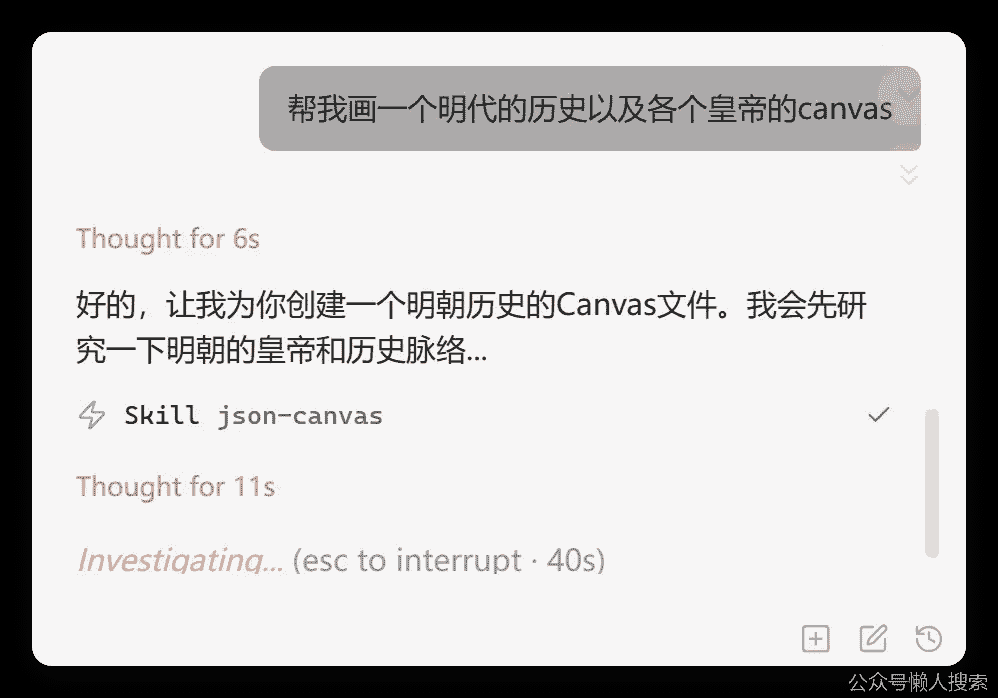 帮我画一个明代的历史以及各个皇帝的canvas
Thought for 6s
好的，让我为你创建一个明朝历史的Canvas文件。我会先研
究一下明朝的皇帝和历史脉络...
Skill json-canvas
Thought for 11s
Investigating... (esc to interrupt · 40s)
公众号懒人搜索